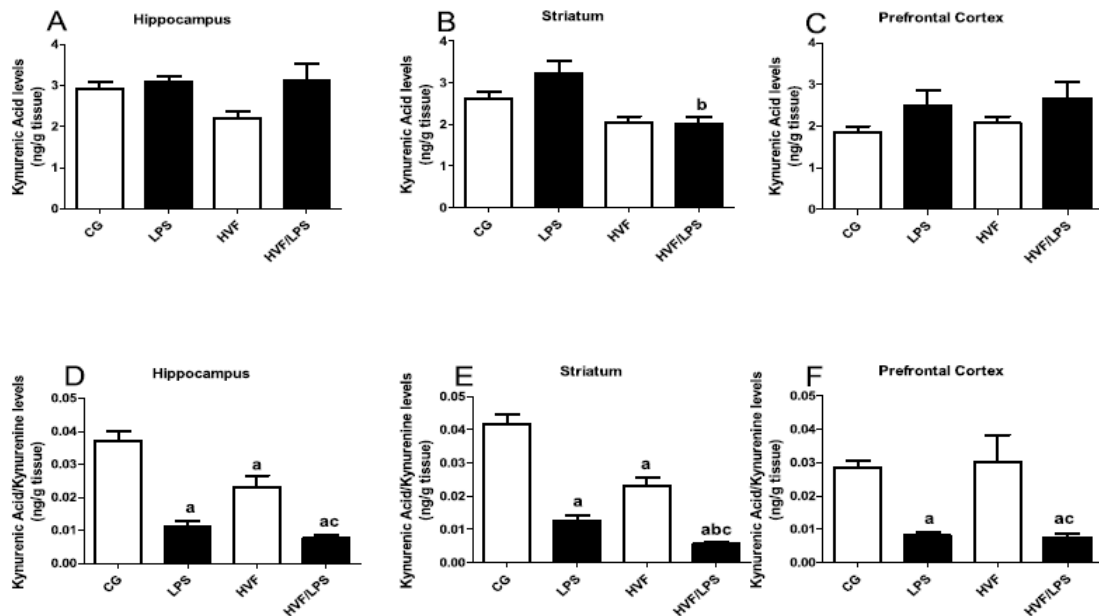 A
Hippocampus
Kynurenic Acid levels
(ng/g tissue)
4
3
2
1
0
CG
LPS
HVF
HVF/LPS
B
Striatum
Kynurenic Acid levels
(ng/g tissue)
4
3
2
1
0
b
CG
LPS
HVF
HVF/LPS
C
Prefrontal Cortex
Kynurenic Acid levels
(ng/g tissue)
4
3
2
1
0
CG
LPS
HVF
HVF/LPS
D
Hippocampus
Kynurenic Acid/Kynurenine levels
(ng/g tissue)
0.05
0.04
0.03
0.02
0.01
0.00
a
a
ac
CG
LPS
HVF
HVF/LPS
E
Striatum
Kynurenic Acid/Kynurenine levels
(ng/g tissue)
0.05
0.04
0.03
0.02
0.01
0.00
a
a
abc
CG
LPS
HVF
HVF/LPS
F
Prefrontal Cortex
Kynurenic Acid/Kynurenine levels
(ng/g tissue)
0.05
0.04
0.03
0.02
0.01
0.00
a
ac
CG
LPS
HVF
HVF/LPS